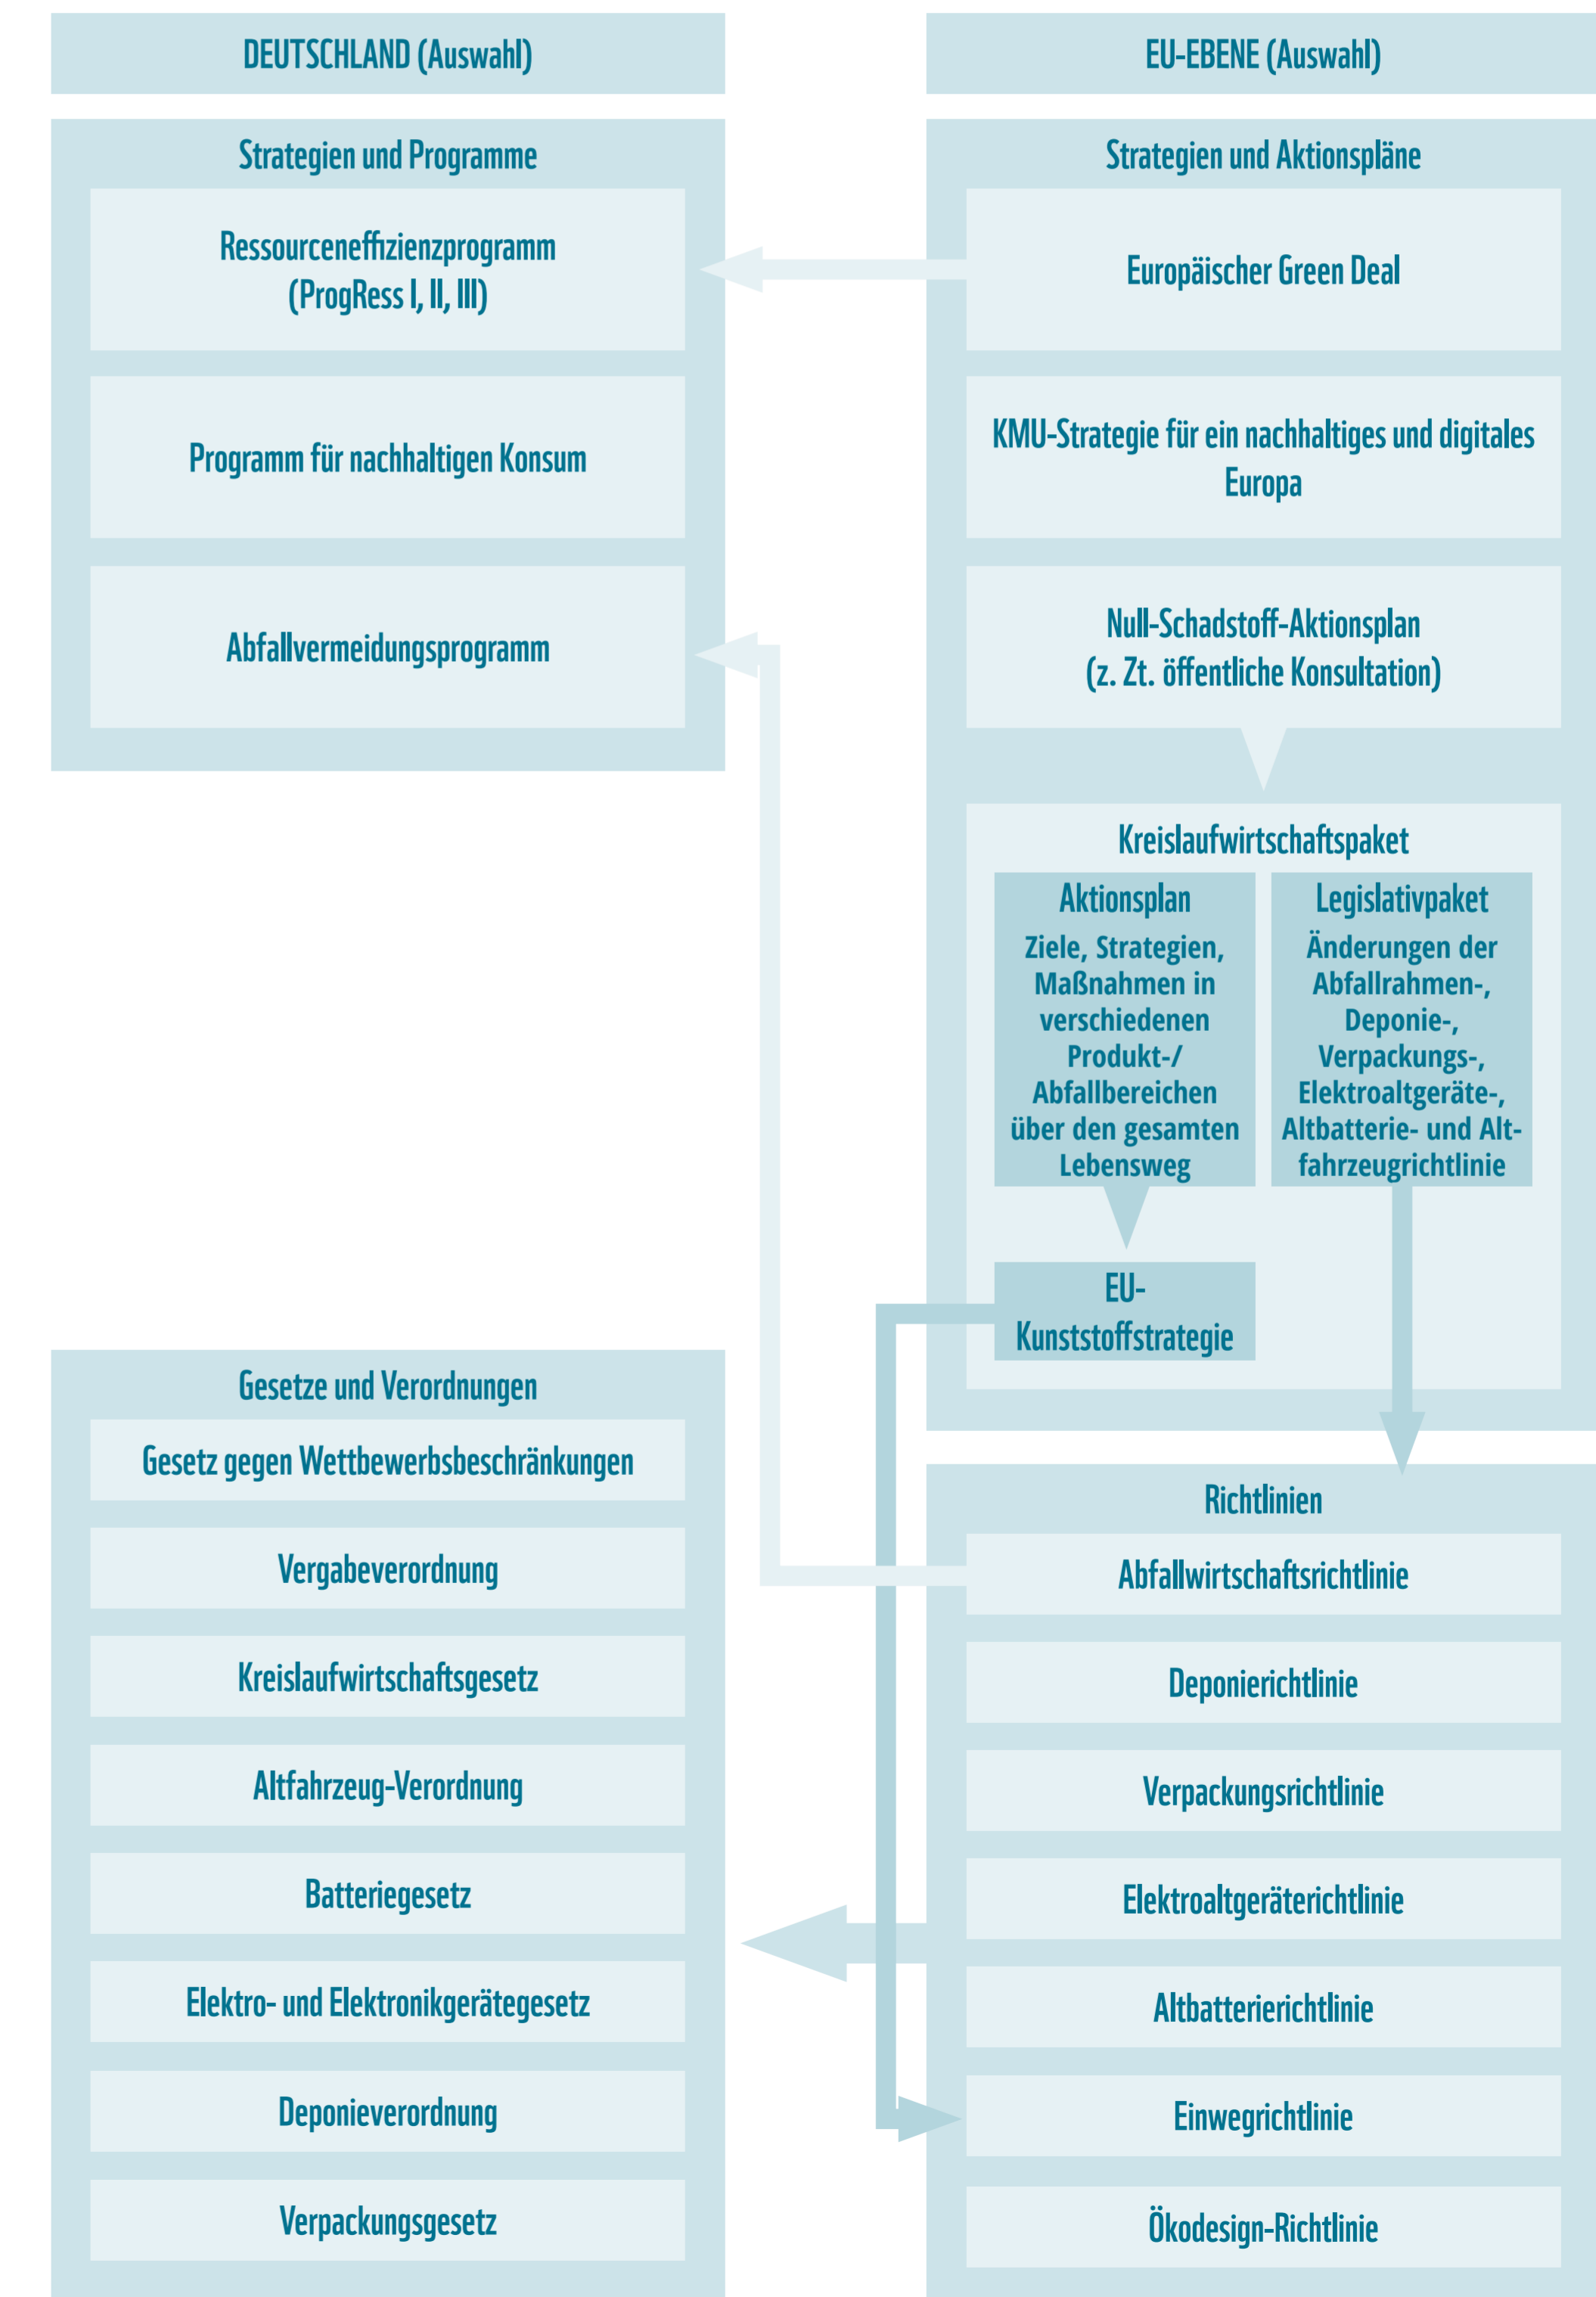 DEUTSCHLAND (Auswahl)
Strategien und Programme
Ressourceneffizienzprogramm
(ProgRess I, II, III)
Programm für nachhaltigen Konsum
Abfallvermeidungsprogramm
Gesetze und Verordnungen
Gesetz gegen Wettbewerbsbeschränkungen
Vergabeverordnung
Kreislaufwirtschaftsgesetz
Altfahrzeug-Verordnung
Batteriegesetz
Elektro- und Elektronikgerätegesetz
Deponieverordnung
Verpackungsgesetz
EU-EBENE (Auswahl)
Strategien und Aktionspläne
Europäischer Green Deal
KMU-Strategie für ein nachhaltiges und digitales
Europa
Null-Schadstoff-Aktionsplan
(z. Zt. öffentliche Konsultation)
Kreislaufwirtschaftspaket
Aktionsplan
Ziele, Strategien,
Maßnahmen in
verschiedenen
Produkt-/
Abfallbereichen
über den gesamten
Lebensweg
Legislativpaket
Änderungen der
Abfallrahmen-,
Deponie-,
Verpackungs-,
Elektroaltgeräte-,
Altbatterie- und Alt-
fahrzeugrichtlinie
EU-
Kunststoffstrategie
Richtlinien
Abfallwirtschaftsrichtlinie
Deponierichtlinie
Verpackungsrichtlinie
Elektroaltgeräterichtlinie
Altbatterierichtlinie
Einwegrichtlinie
Ökodesign-Richtlinie